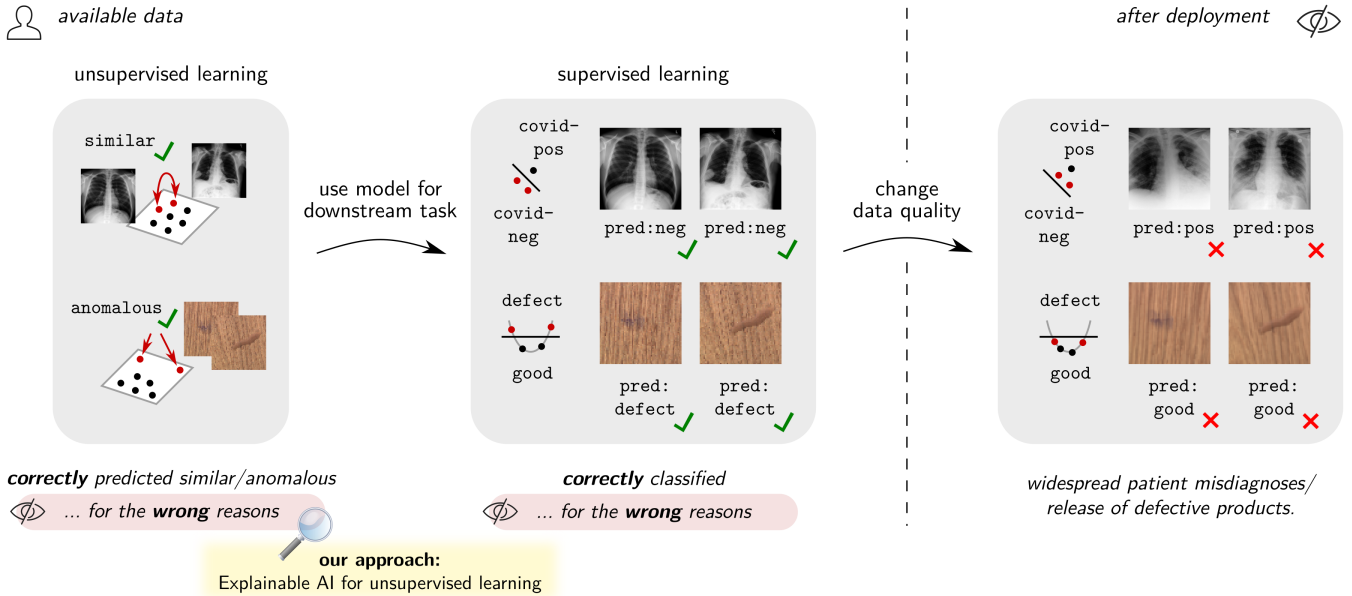 available data
after deployment
unsupervised learning
supervised learning
similar
anomalous
use model for
downstream task
covid-
pos
covid-
neg
pred:neg
pred:neg
defect
good
pred:
defect
pred:
defect
change
data quality
covid-
pos
covid-
neg
pred:pos
pred:pos
defect
good
pred:
good
pred:
good
correctly predicted similar/anomalous
... for the wrong reasons
correctly classified
... for the wrong reasons
widespread patient misdiagnoses/
release of defective products.
our approach:
Explainable AI for unsupervised learning